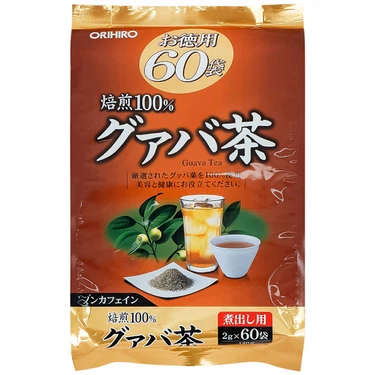 ORIHIRO
お徳用
60袋
焙煎100%
グァバ茶
Guava Tea
厳選されたグァバ葉を100%使用
美容と健康にお役立てください。
ノンカフェイン
焙煎100%
グァバ茶
煮出し用
2g×60袋